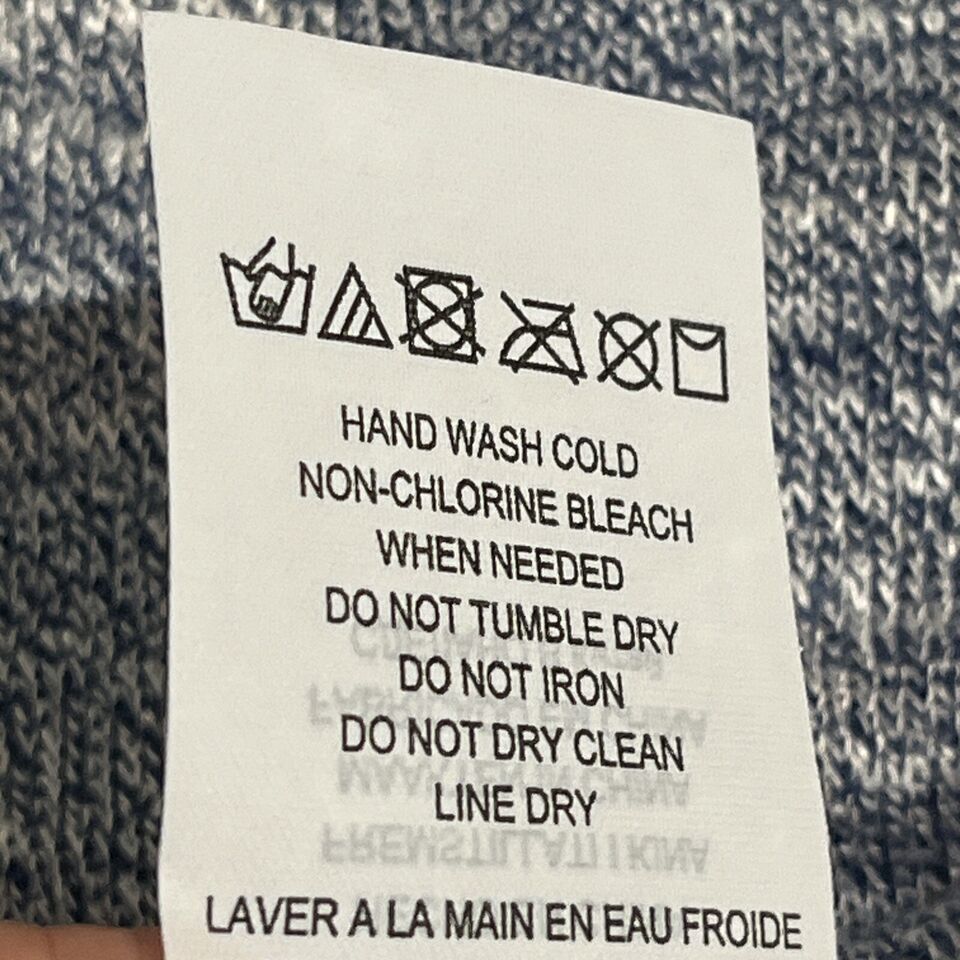 HAND WASH COLD
NON-CHLORINE BLEACH
WHEN NEEDED
DO NOT TUMBLE DRY
DO NOT IRON
DO NOT DRY CLEAN
LINE DRY
LAVER A LA MAIN EN EAU FROIDE